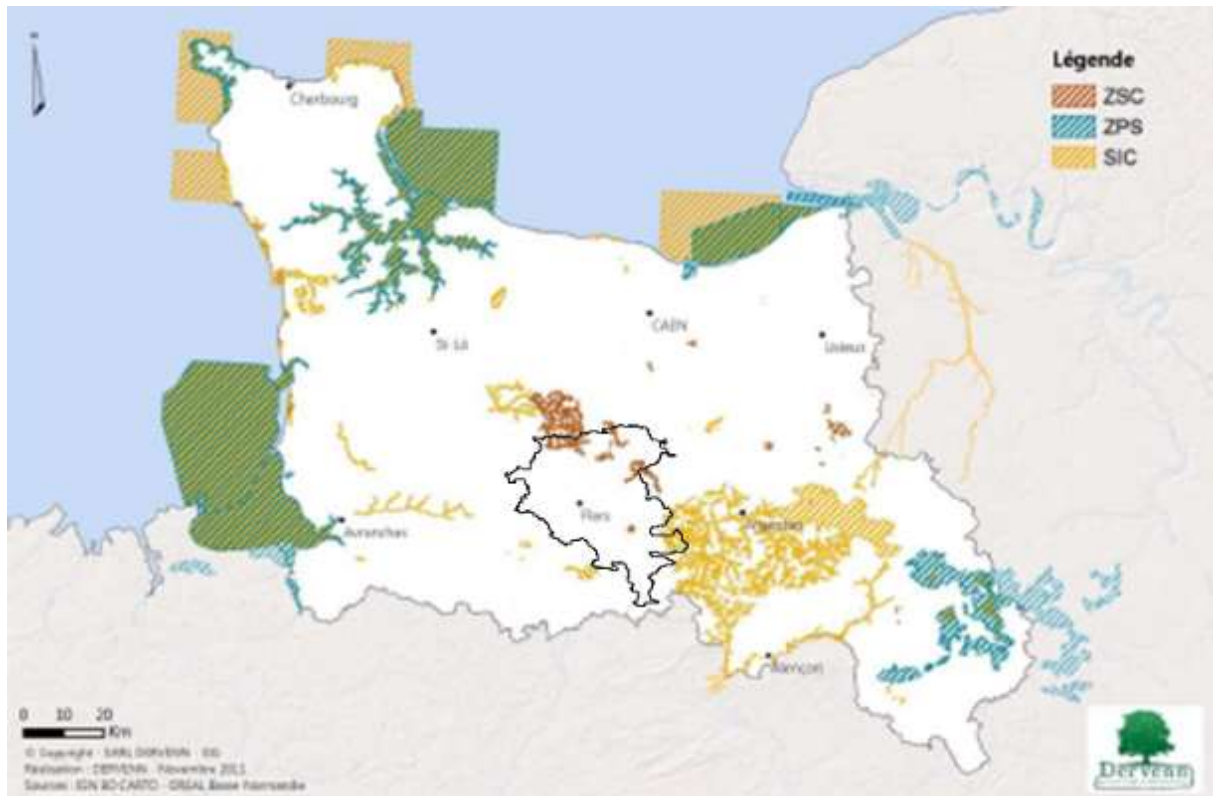 N
Cherbourg
Légende
ZSC
ZPS
SIC
St-Lô
CAEN
Lisieux
Flers
Avranches
Argentan
Alençon
0 10 20
Km
© Copyright - SARL DERVENN
Réalisation : DERVENN - Novembre 2011
Sources : IGN BD CARTO - DREAL Basse Normandie
Dervenn